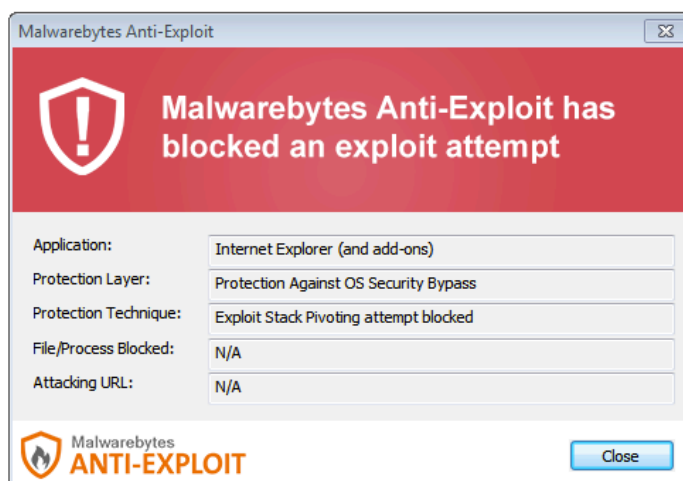 Malwarebytes Anti-Exploit
Malwarebytes Anti-Exploit has
blocked an exploit attempt
Application: Internet Explorer (and add-ons)
Protection Layer: Protection Against OS Security Bypass
Protection Technique: Exploit Stack Pivoting attempt blocked
File/Process Blocked: N/A
Attacking URL: N/A
Malwarebytes
ANTI-EXPLOIT
Close